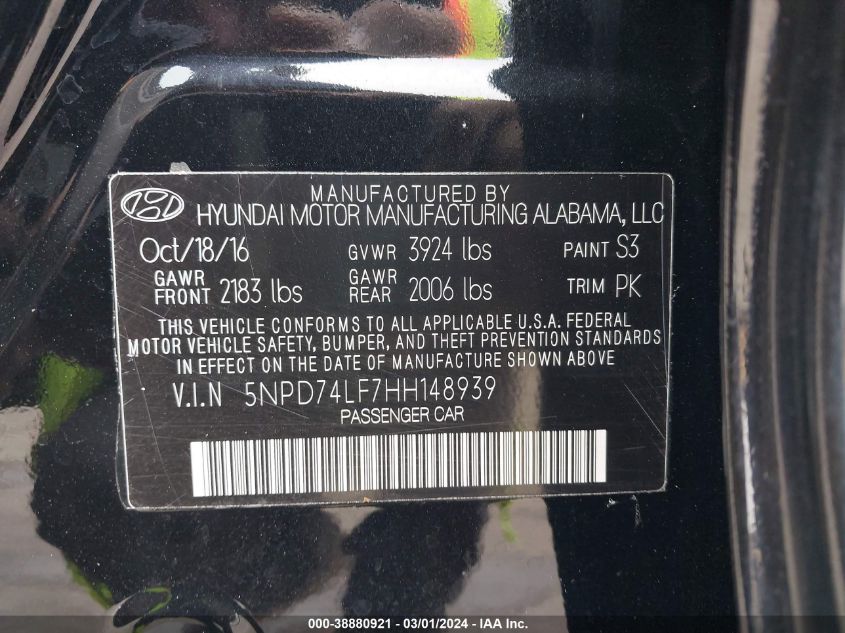 MANUFACTURED BY
HYUNDAI MOTOR MANUFACTURING ALABAMA, LLC
Oct/18/16 GVWR 3924 lbs PAINT S3
GAWR FRONT 2183 lbs GAWR REAR 2006 lbs TRIM PK
THIS VEHICLE CONFORMS TO ALL APPLICABLE U.S.A. FEDERAL
MOTOR VEHICLE SAFETY, BUMPER, AND THEFT PREVENTION STANDARDS
IN EFFECT ON THE DATE OF MANUFACTURE SHOWN ABOVE
V.I.N 5NPD74LF7HH148939
PASSENGER CAR
000-38880921 - 03/01/2024 - IAA Inc.